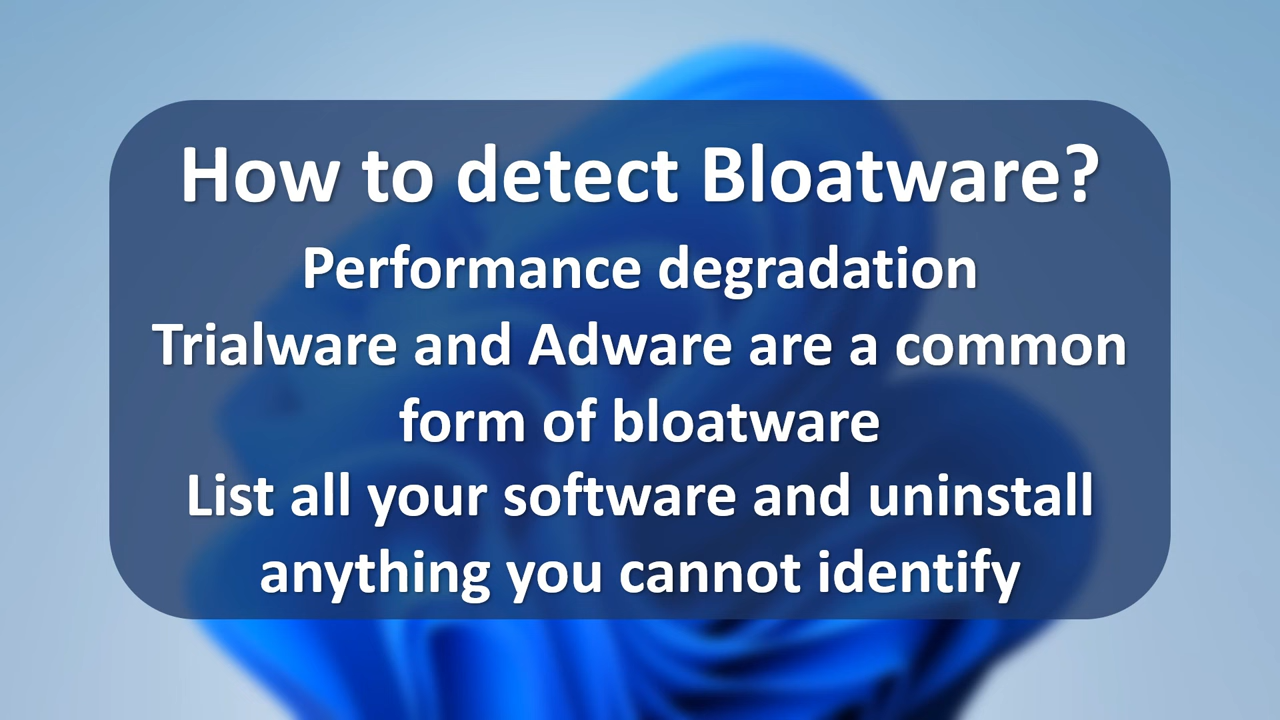 How to detect Bloatware?
Performance degradation
Trialware and Adware are a common
form of bloatware
List all your software and uninstall
anything you cannot identify